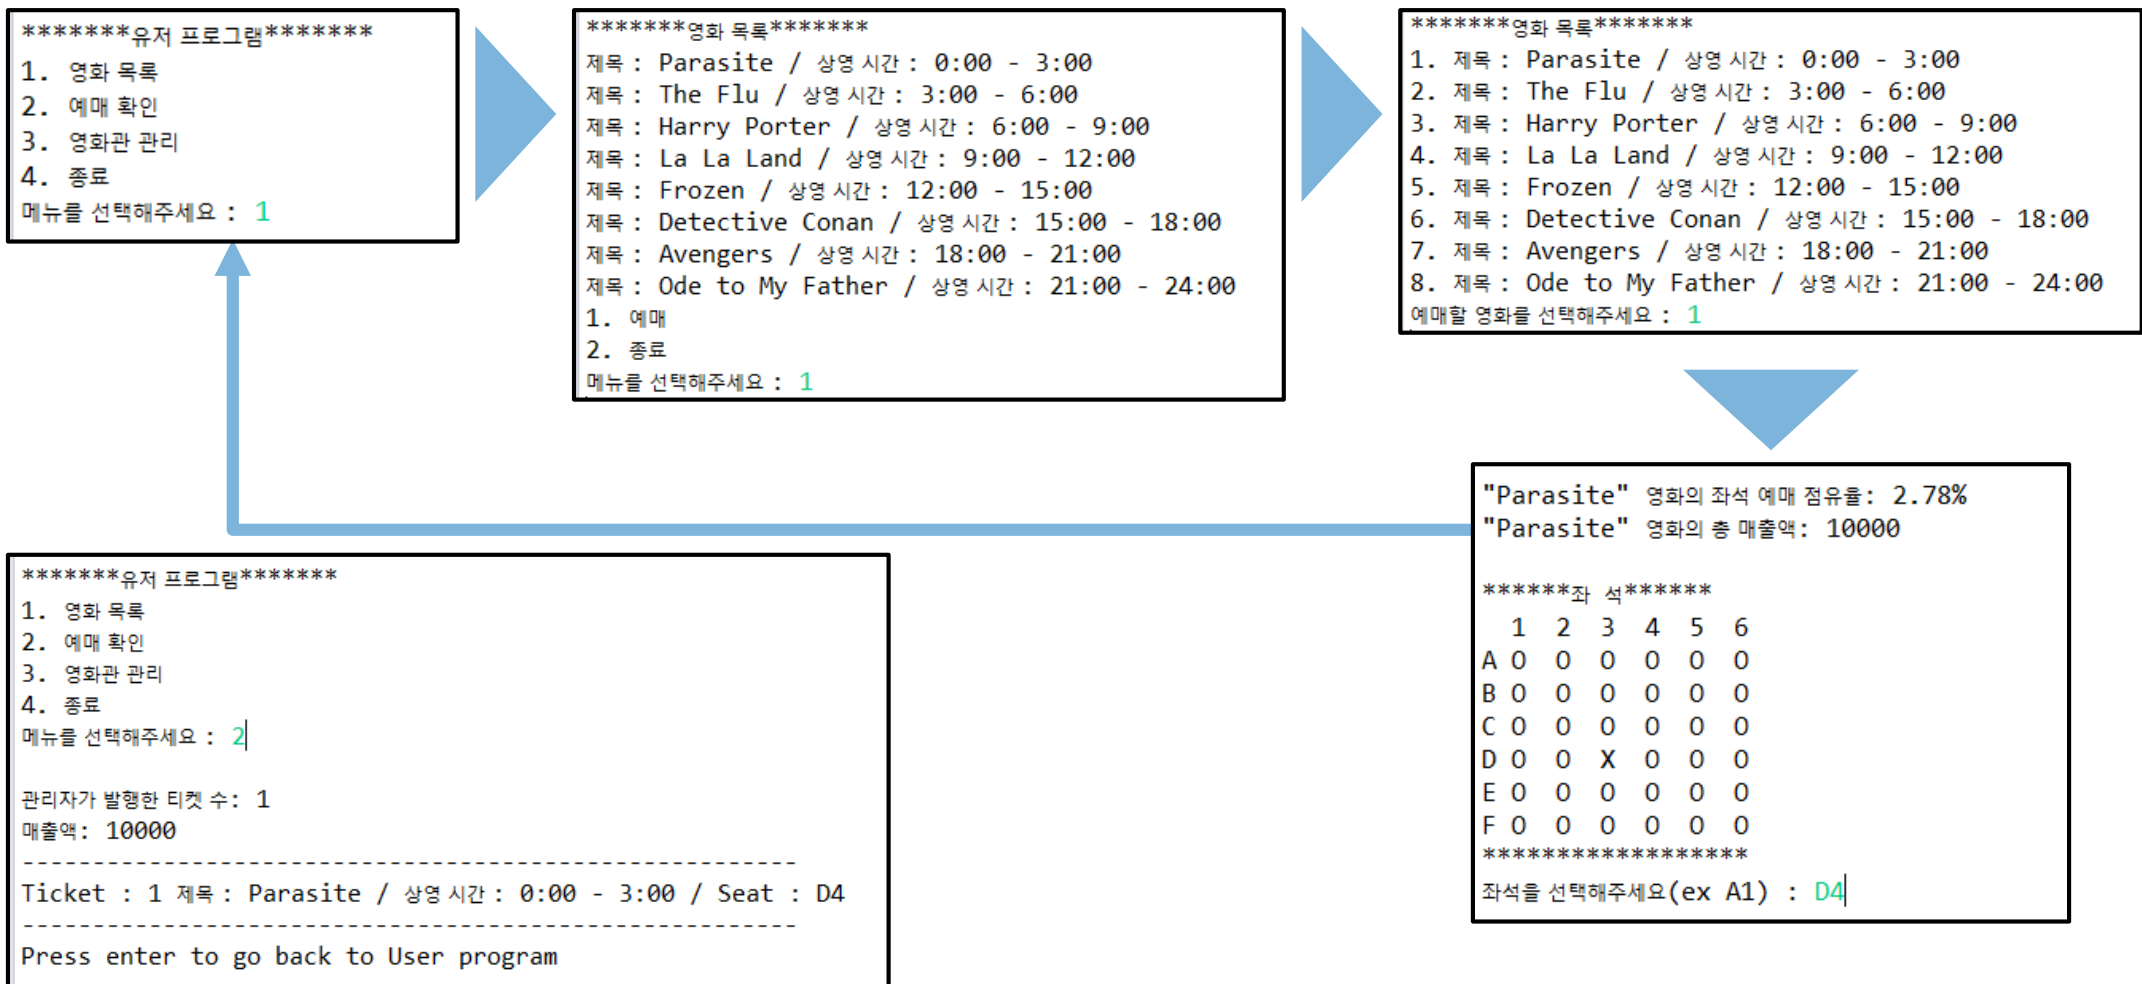 *******유저 프로그램*******
1. 영화 목록
2. 예매 확인
3. 영화관 관리
4. 종료
메뉴를 선택해주세요 : 1
*******영화 목록*******
제목 : Parasite / 상영 시간 : 0:00 - 3:00
제목 : The Flu / 상영 시간 : 3:00 - 6:00
제목 : Harry Porter / 상영 시간 : 6:00 - 9:00
제목 : La La Land / 상영 시간 : 9:00 - 12:00
제목 : Frozen / 상영 시간 : 12:00 - 15:00
제목 : Detective Conan / 상영 시간 : 15:00 - 18:00
제목 : Avengers / 상영 시간 : 18:00 - 21:00
제목 : Ode to My Father / 상영 시간 : 21:00 - 24:00
1. 예매
2. 종료
메뉴를 선택해주세요 : 1
*******영화 목록*******
1. 제목 : Parasite / 상영 시간 : 0:00 - 3:00
2. 제목 : The Flu / 상영 시간 : 3:00 - 6:00
3. 제목 : Harry Porter / 상영 시간 : 6:00 - 9:00
4. 제목 : La La Land / 상영 시간 : 9:00 - 12:00
5. 제목 : Frozen / 상영 시간 : 12:00 - 15:00
6. 제목 : Detective Conan / 상영 시간 : 15:00 - 18:00
7. 제목 : Avengers / 상영 시간 : 18:00 - 21:00
8. 제목 : Ode to My Father / 상영 시간 : 21:00 - 24:00
예매할 영화를 선택해주세요 : 1
"Parasite" 영화의 좌석 예매 점유율: 2.78%
"Parasite" 영화의 총 매출액: 10000
******좌 석******
1 2 3 4 5 6
A O O O O O O
B O O O O O O
C O O O O O O
D O O X O O O
E O O O O O O
F O O O O O O
******************
좌석을 선택해주세요(ex A1) : D4
*******유저 프로그램*******
1. 영화 목록
2. 예매 확인
3. 영화관 관리
4. 종료
메뉴를 선택해주세요 : 2
관리자가 발행한 티켓 수: 1
매출액: 10000
------------------------------------------------------
Ticket : 1 제목 : Parasite / 상영 시간 : 0:00 - 3:00 / Seat : D4
------------------------------------------------------
Press enter to go back to User program